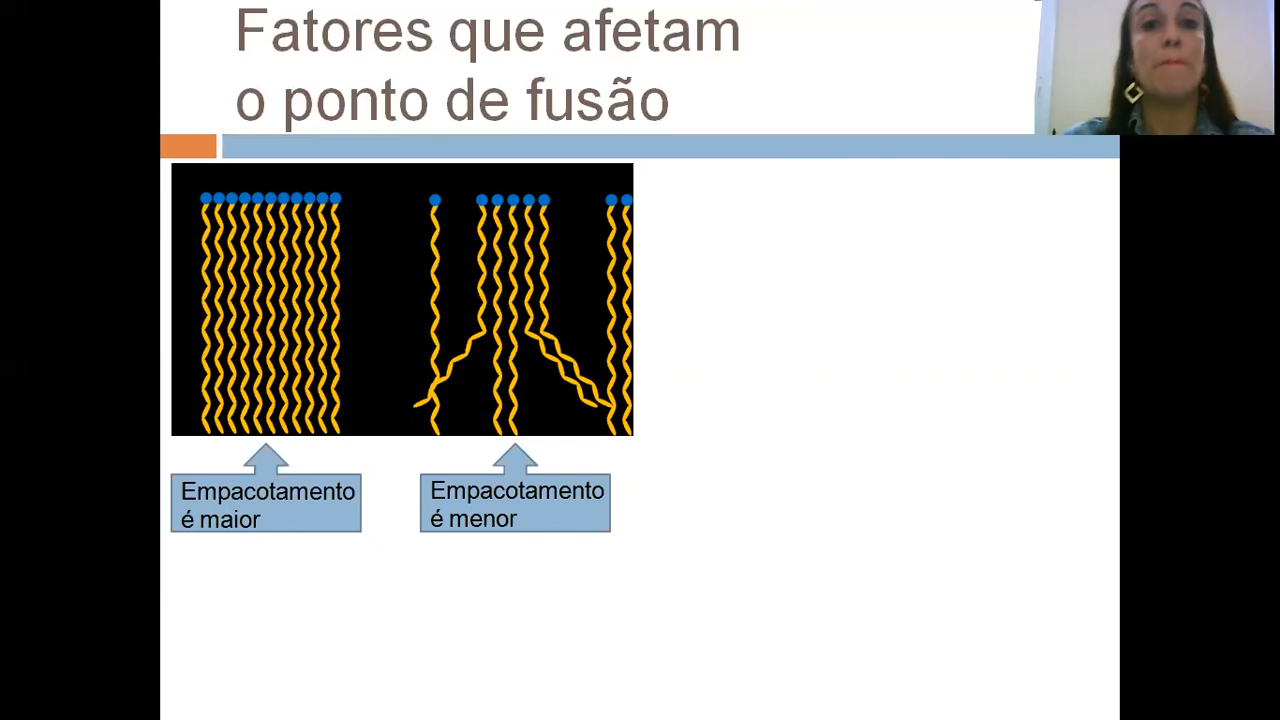 Fatores que afetam
o ponto de fusão
Empacotamento
é maior
Empacotamento
é menor